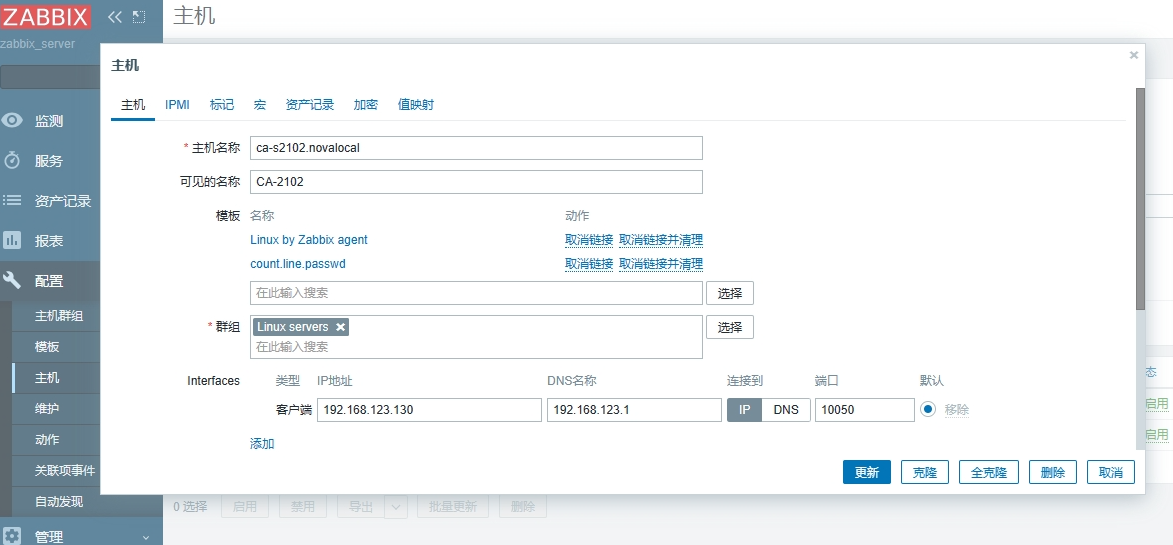 ZABBIX
zabbix_server
监测
服务
资产记录
报表
配置
主机群组
模板
主机
维护
动作
关联项事件
自动发现
管理
主机
主机
主机 IPMI 标记 宏 资产记录 加密 值映射
* 主机名称 ca-s2102.novalocal
可见的名称 CA-2102
模板 名称 动作
Linux by Zabbix agent 取消链接 取消链接并清理
count.line.passwd 取消链接 取消链接并清理
在此输入搜索 选择
* 群组 Linux servers 选择
在此输入搜索
Interfaces 类型 IP地址 DNS名称 连接到 端口 默认
客户端 192.168.123.130 192.168.123.1 IP DNS 10050 移除
添加
更新 克隆 全克隆 删除 取消
态
启用
启用
0 选择 启用 禁用 导出 批量更新 删除